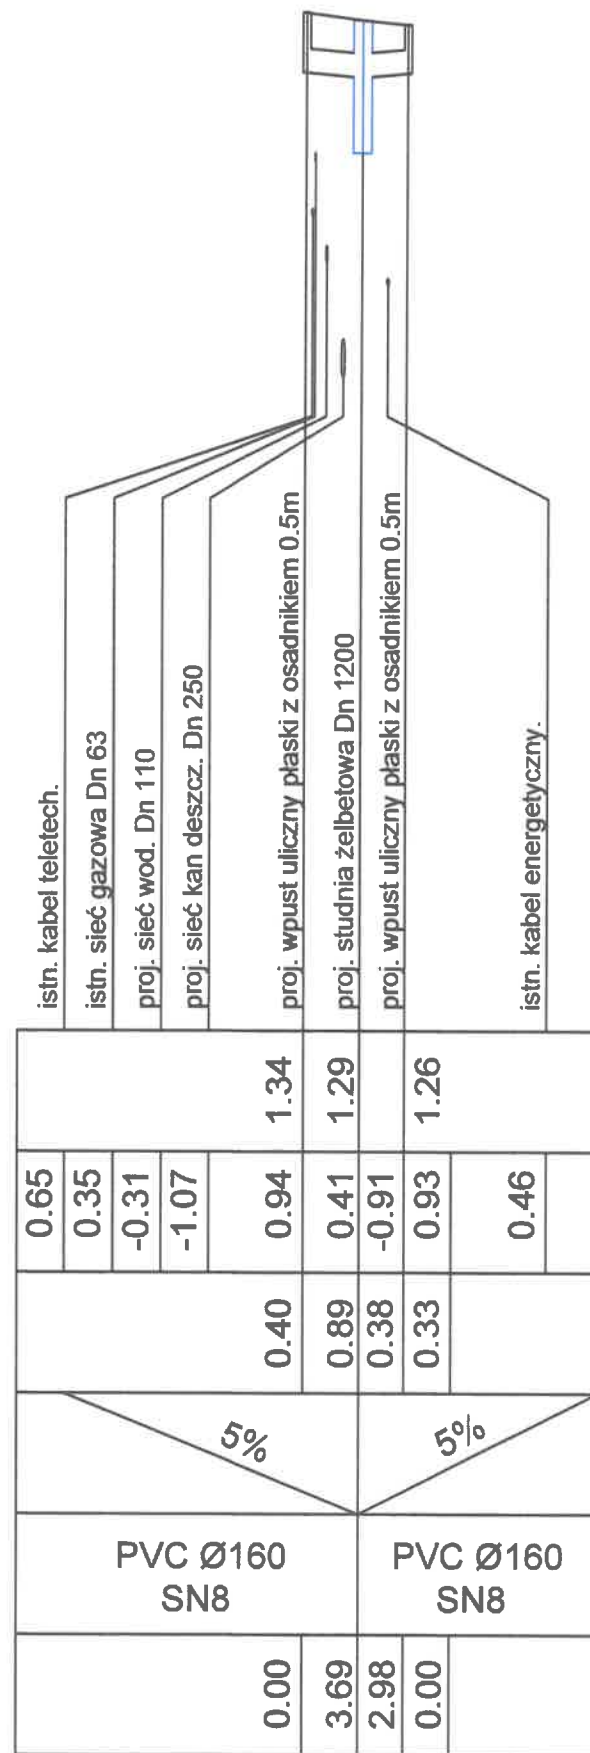 istn. kabel teletech.
istn. sieć gazowa Dn 63
proj. sieć wod. Dn 110
proj. sieć kan deszcz. Dn 250
proj. wpust uliczny płaski z osadnikiem 0.5m
proj. studnia żelbetowa Dn 1200
proj. wpust uliczny płaski z osadnikiem 0.5m
istn. kabel energetyczny.
1.34
1.29
1.26
0.65
0.35
-0.31
-1.07
0.94
0.41
-0.91
0.93
0.46
0.40
0.89
0.38
0.33
5%
5%
PVC Ø160
SN8
PVC Ø160
SN8
0.00
3.69
2.98
0.00